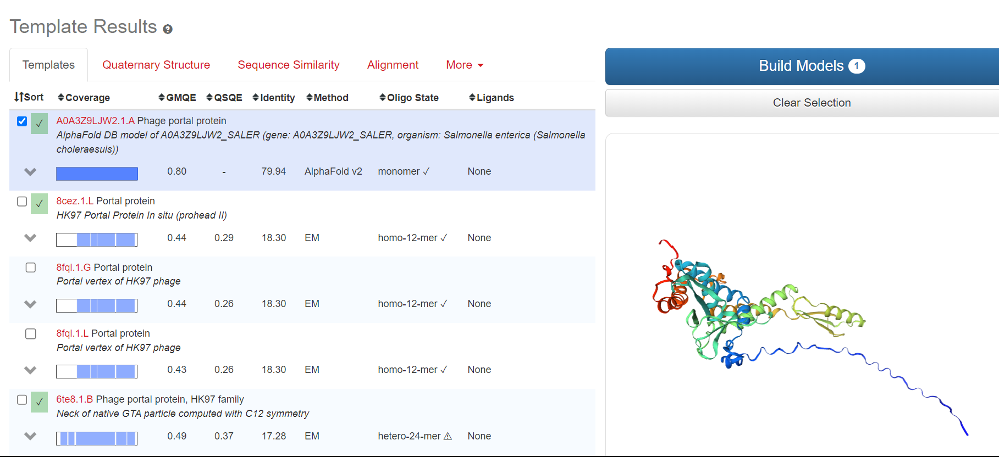 Template Results ?
Templates Quaternary Structure Sequence Similarity Alignment More
Build Models 1
Clear Selection
Sort Coverage GMQE QSQE Identity Method Oligo State Ligands
✓ A0A3Z9LJW2.1.A Phage portal protein
AlphaFold DB model of A0A3Z9LJW2_SALER (gene: A0A3Z9LJW2_SALER, organism: Salmonella enterica (Salmonella
choleraesuis))
0.80 - 79.94 AlphaFold v2 monomer ✓ None
✓ 8cez.1.L Portal protein
HK97 Portal Protein In situ (prohead II)
0.44 0.29 18.30 EM homo-12-mer ✓ None
8fql.1.G Portal protein
Portal vertex of HK97 phage
0.44 0.26 18.30 EM homo-12-mer ✓ None
8fql.1.L Portal protein
Portal vertex of HK97 phage
0.43 0.26 18.30 EM homo-12-mer ✓ None
✓ 6te8.1.B Phage portal protein, HK97 family
Neck of native GTA particle computed with C12 symmetry
0.49 0.37 17.28 EM hetero-24-mer ⚠ None